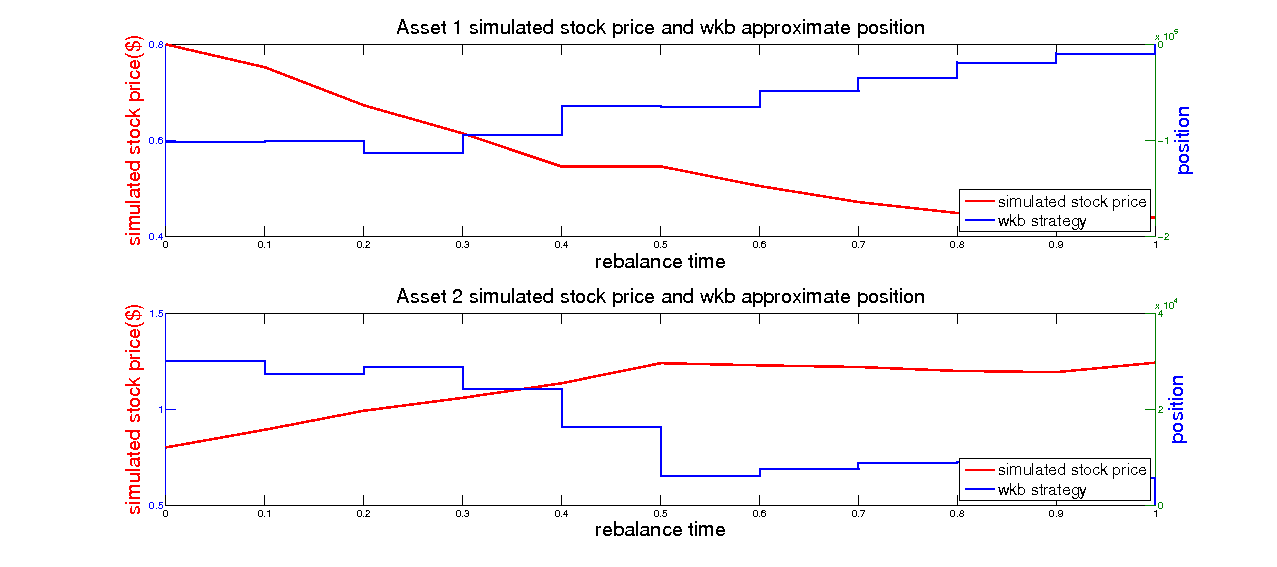 Asset 1 simulated stock price and wkb approximate position
simulated stock price($)
0.8
0.6
0.4
0
0.1
0.2
0.3
0.4
0.5
0.6
0.7
0.8
0.9
1
rebalance time
0
−1
−2
position
simulated stock price
wkb strategy
Asset 2 simulated stock price and wkb approximate position
simulated stock price($)
1.5
1
0.5
0
0.1
0.2
0.3
0.4
0.5
0.6
0.7
0.8
0.9
1
rebalance time
x 10^4
4
2
0
position
simulated stock price
wkb strategy